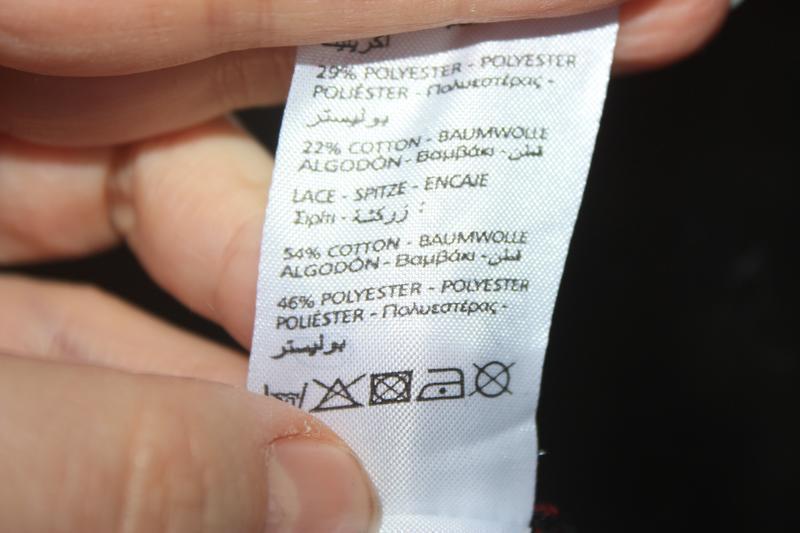 اكريليك
29% POLYESTER - POLYESTER
POLIÉSTER - Πολυεστέρας -
بوليستر
22% COTTON - BAUMWOLLE
ALGODÓN - Βαμβάκι - قطن
LACE - SPITZE - ENCAJE
Σιρίτι - زركشة :
54% COTTON - BAUMWOLLE
ALGODÓN - Βαμβάκι - قطن
46% POLYESTER - POLYESTER
POLIÉSTER - Πολυεστέρας -
بوليستر